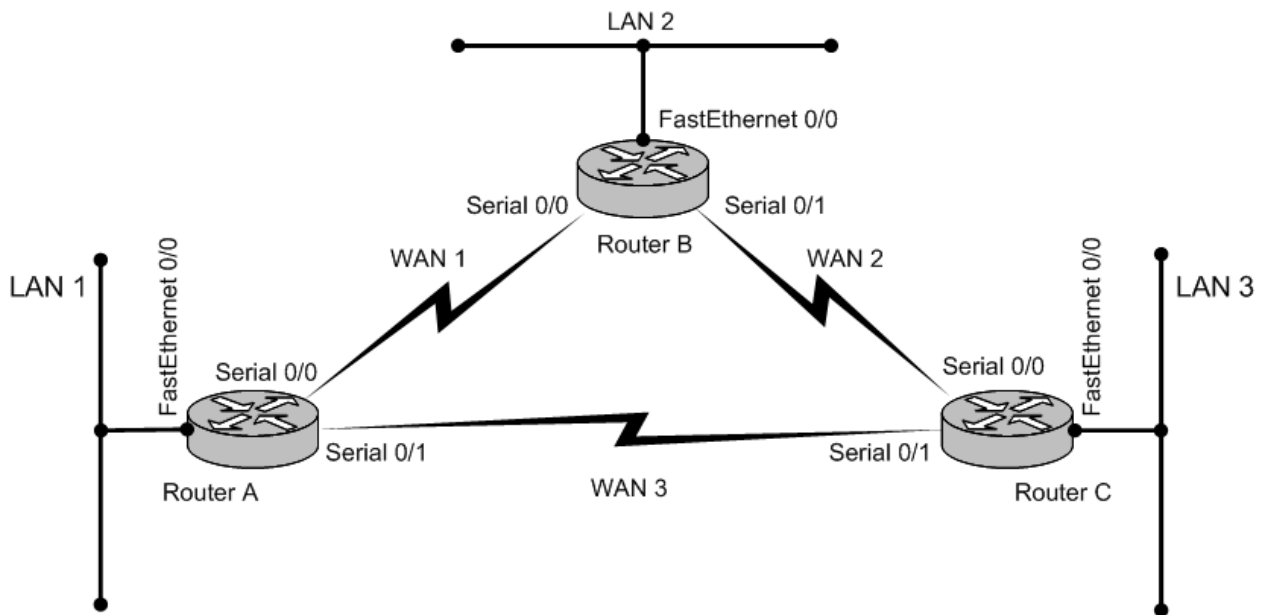 LAN 2
FastEthernet 0/0
Serial 0/0
Serial 0/1
Router B
WAN 1
WAN 2
LAN 1
FastEthernet 0/0
FastEthernet 0/0
LAN 3
Serial 0/0
Serial 0/0
Serial 0/1
Serial 0/1
WAN 3
Router A
Router C